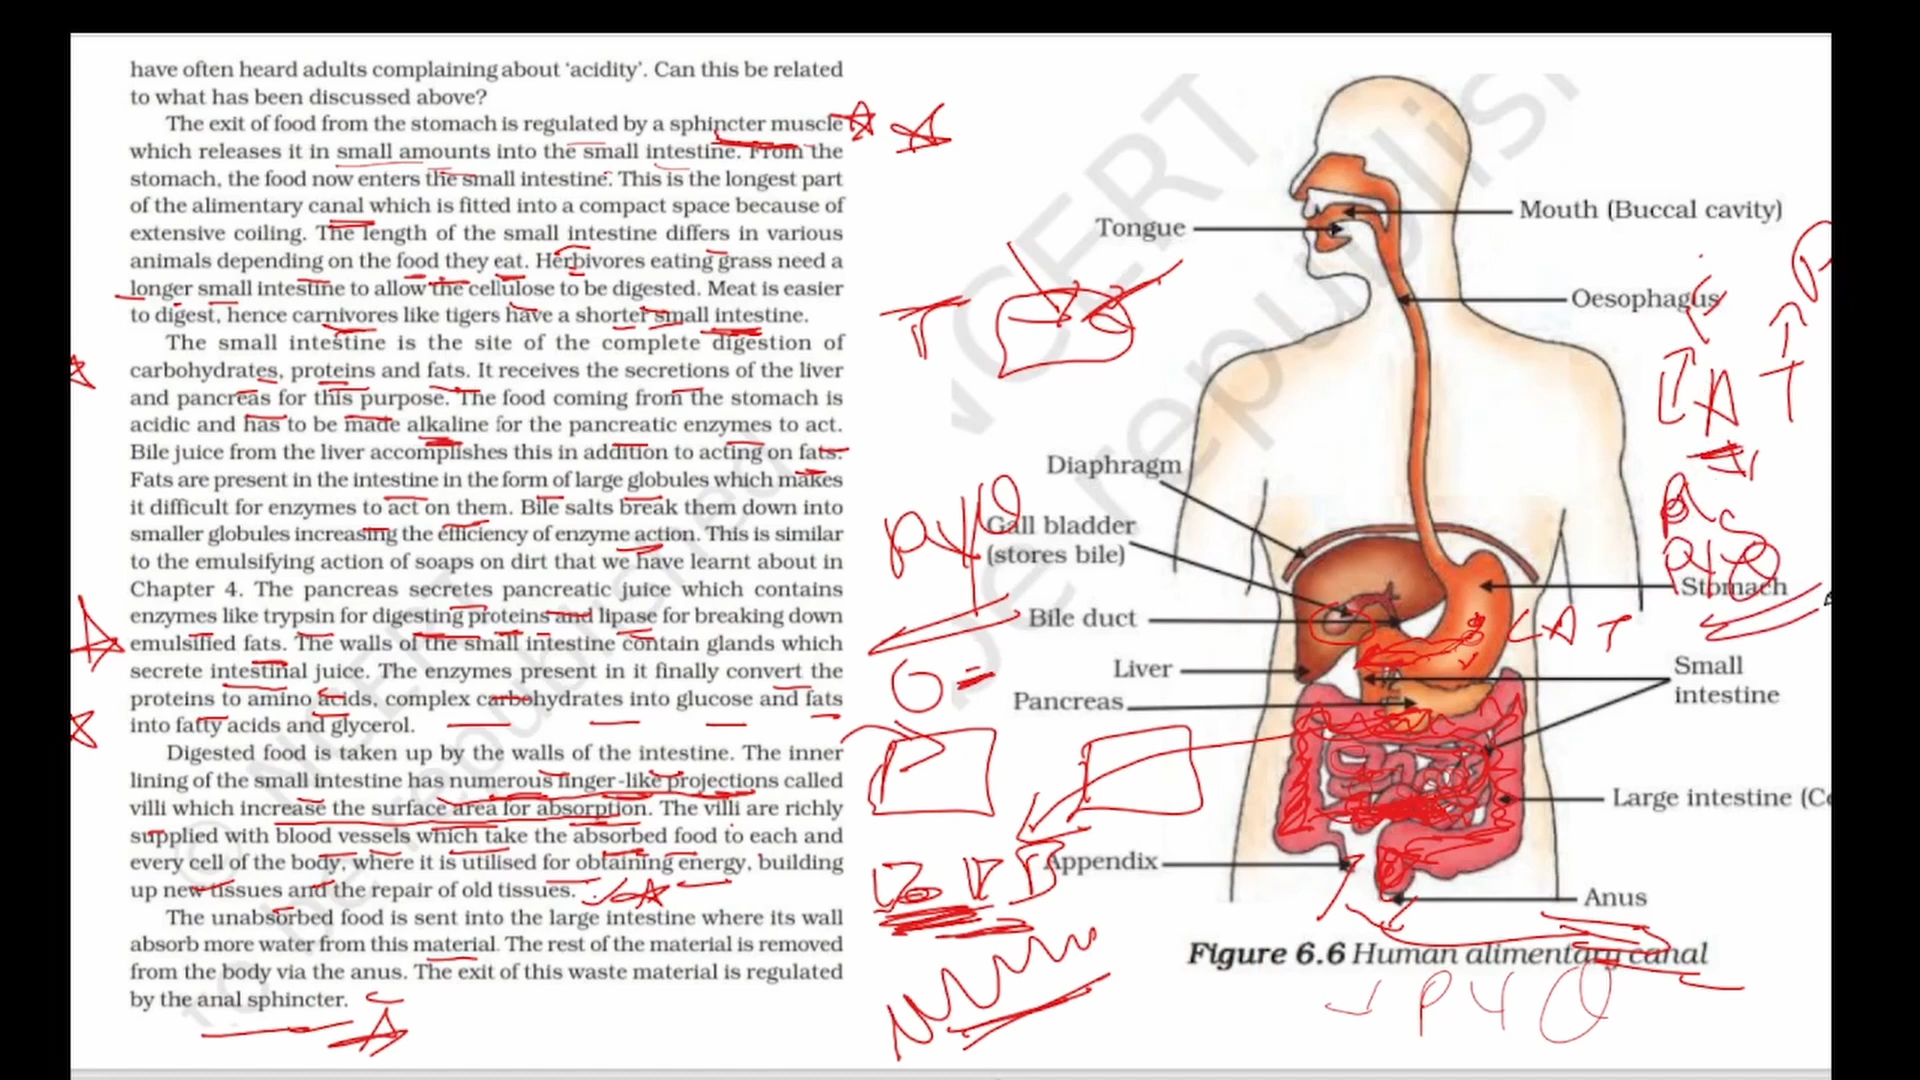 have often heard adults complaining about ‘acidity’. Can this be related
to what has been discussed above?
The exit of food from the stomach is regulated by a sphincter muscle
which releases it in small amounts into the small intestine. From the
stomach, the food now enters the small intestine. This is the longest part
of the alimentary canal which is fitted into a compact space because of
extensive coiling. The length of the small intestine differs in various
animals depending on the food they eat. Herbivores eating grass need a
longer small intestine to allow the cellulose to be digested. Meat is easier
to digest, hence carnivores like tigers have a shorter small intestine.
The small intestine is the site of the complete digestion of
carbohydrates, proteins and fats. It receives the secretions of the liver
and pancreas for this purpose. The food coming from the stomach is
acidic and has to be made alkaline for the pancreatic enzymes to act.
Bile juice from the liver accomplishes this in addition to acting on fats.
Fats are present in the intestine in the form of large globules which makes
it difficult for enzymes to act on them. Bile salts break them down into
smaller globules increasing the efficiency of enzyme action. This is similar
to the emulsifying action of soaps on dirt that we have learnt about in
Chapter 4. The pancreas secretes pancreatic juice which contains
enzymes like trypsin for digesting proteins and lipase for breaking down
emulsified fats. The walls of the small intestine contain glands which
secrete intestinal juice. The enzymes present in it finally convert the
proteins to amino acids, complex carbohydrates into glucose and fats
into fatty acids and glycerol.
Digested food is taken up by the walls of the intestine. The inner
lining of the small intestine has numerous finger-like projections called
villi which increase the surface area for absorption. The villi are richly
supplied with blood vessels which take the absorbed food to each and
every cell of the body, where it is utilised for obtaining energy, building
up new tissues and the repair of old tissues.
The unabsorbed food is sent into the large intestine where its wall
absorb more water from this material. The rest of the material is removed
from the body via the anus. The exit of this waste material is regulated
by the anal sphincter.
Mouth (Buccal cavity)
Tongue
Oesophagus
Diaphragm
Gall bladder
(stores bile)
Stomach
Bile duct
Liver
Small
intestine
Pancreas
Large intestine (Co
Appendix
Anus
Figure 6.6 Human alimentary canal
PYQ